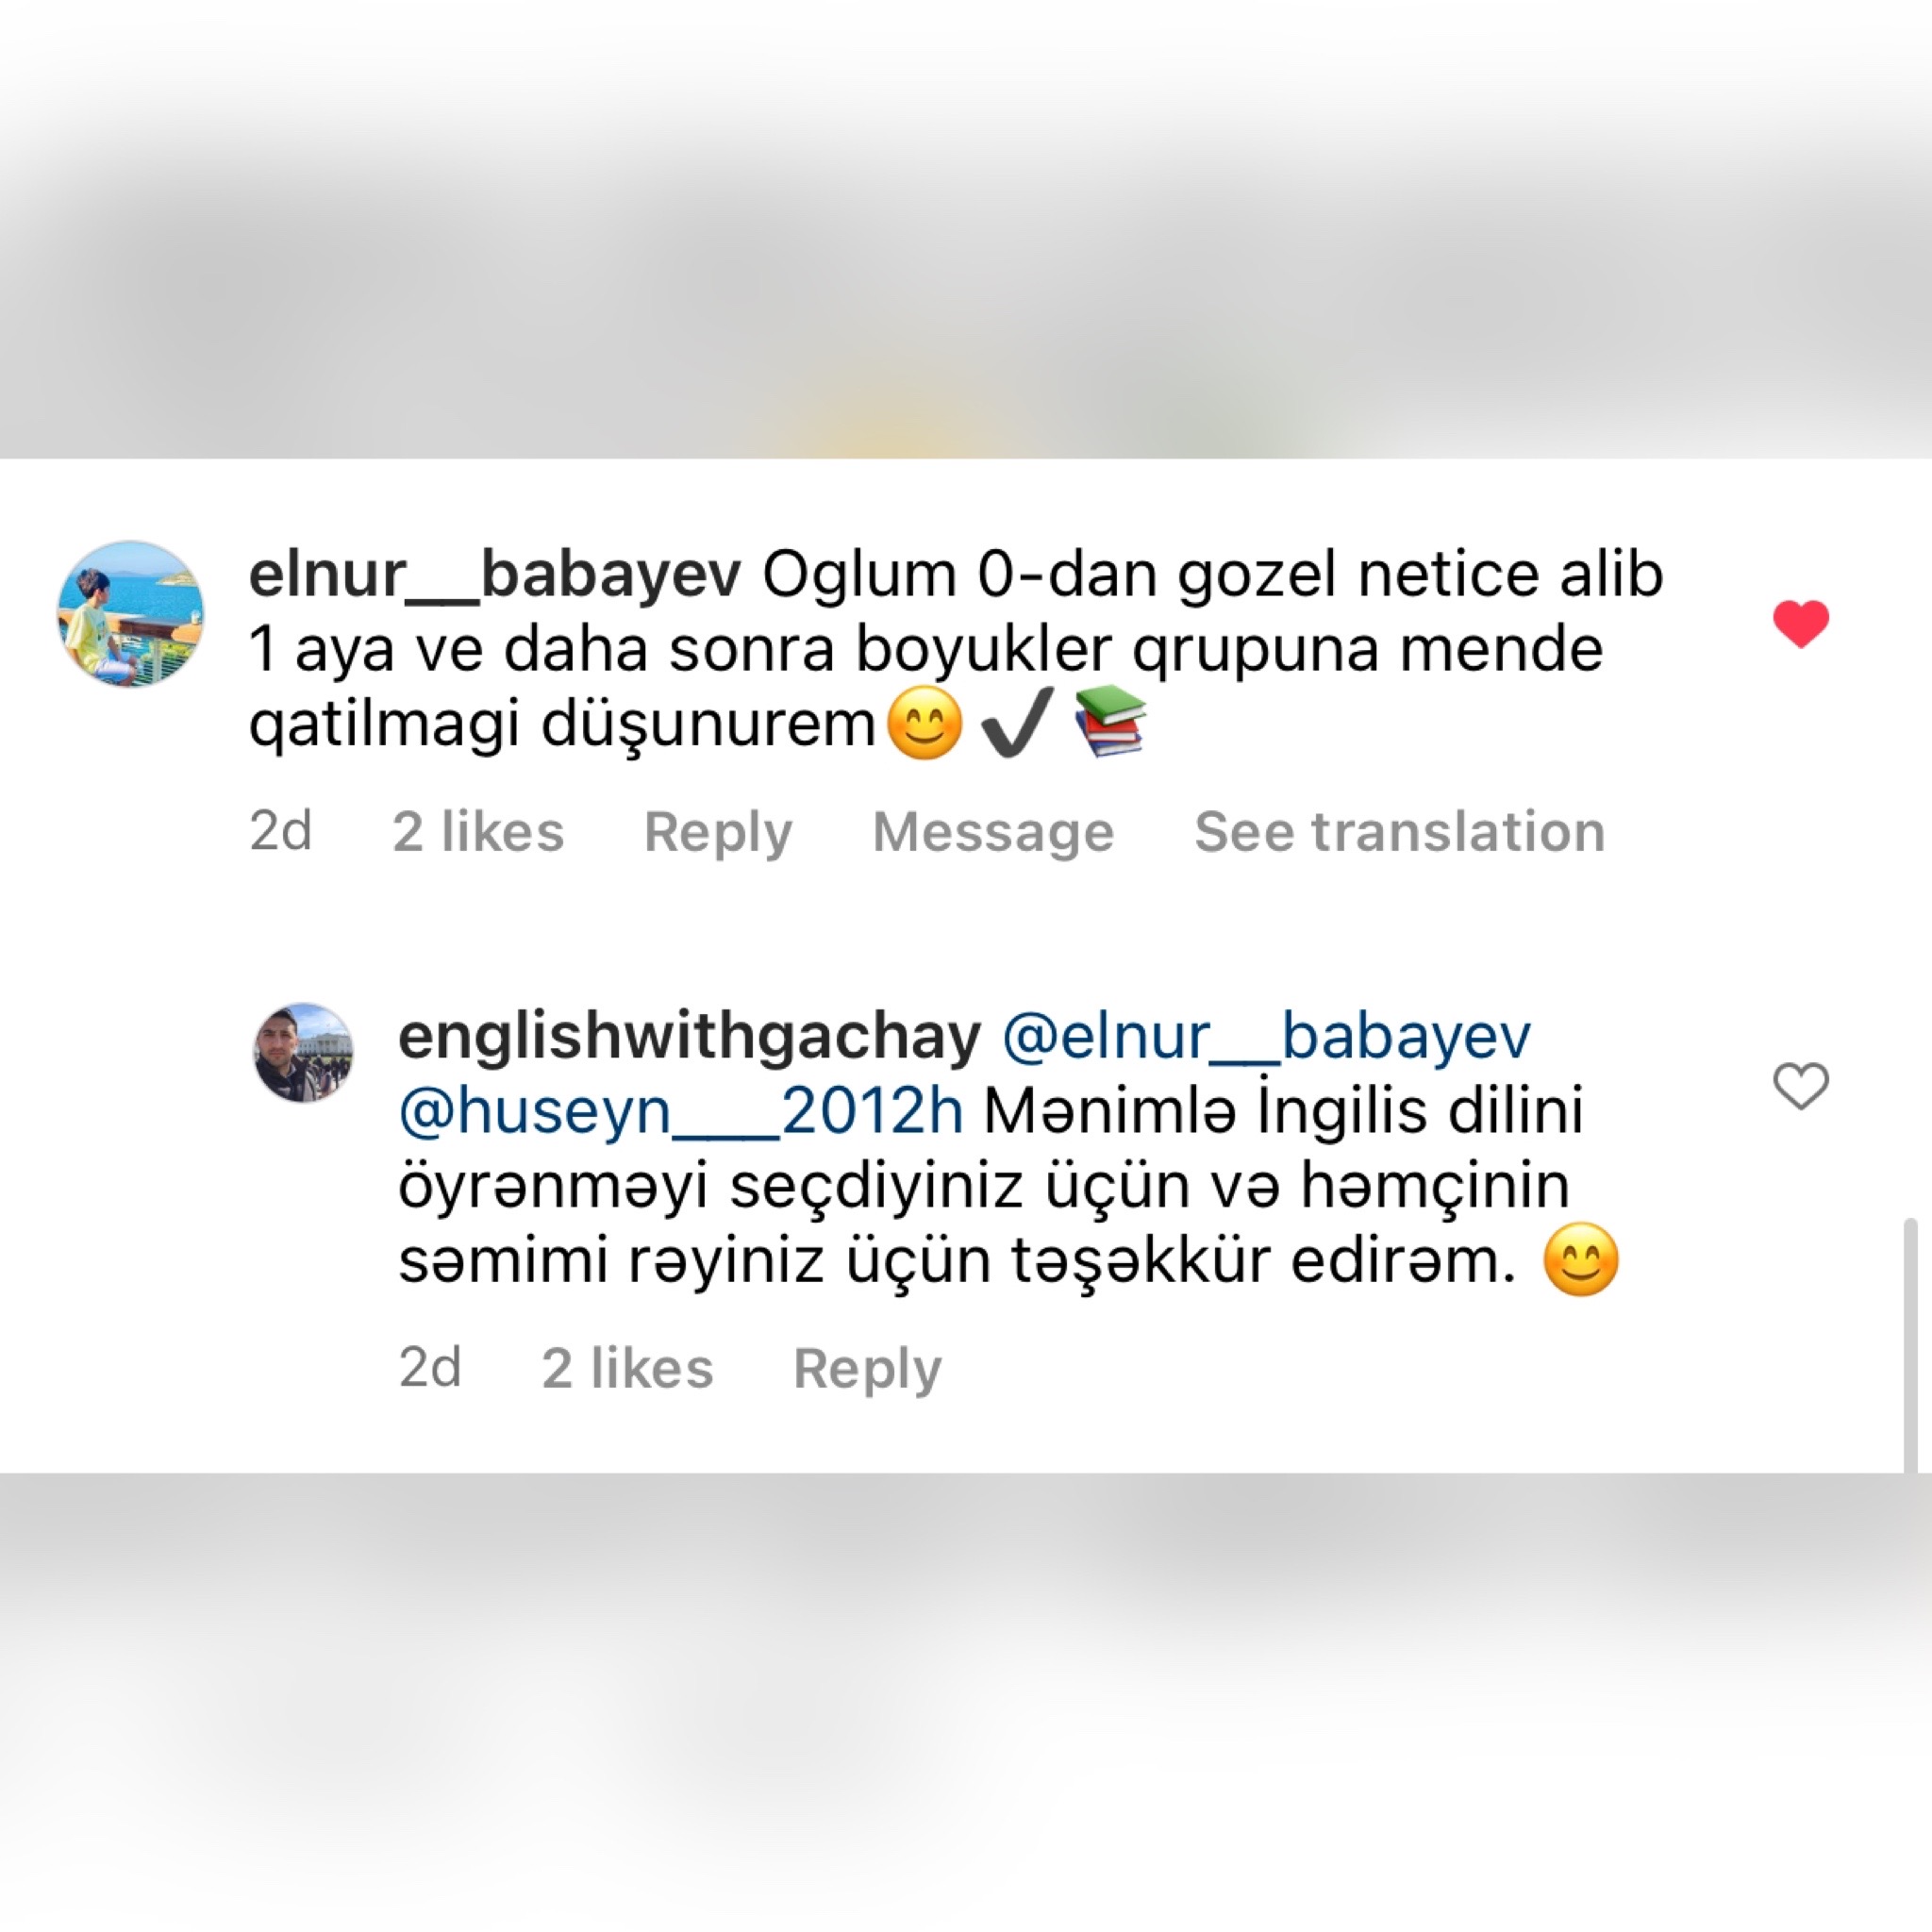 elnur__babayev Oglum 0-dan gozel netice alib
1 aya ve daha sonra boyukler qrupuna mende
qatilmagi düşunurem😊✔️📚
2d 2 likes Reply Message See translation
englishwithgachay @elnur__babayev
@huseyn___2012h Mənimlə İngilis dilini
öyrənməyi seçdiyiniz üçün və həmçinin
səmimi rəyiniz üçün təşəkkür edirəm. 😊
2d 2 likes Reply